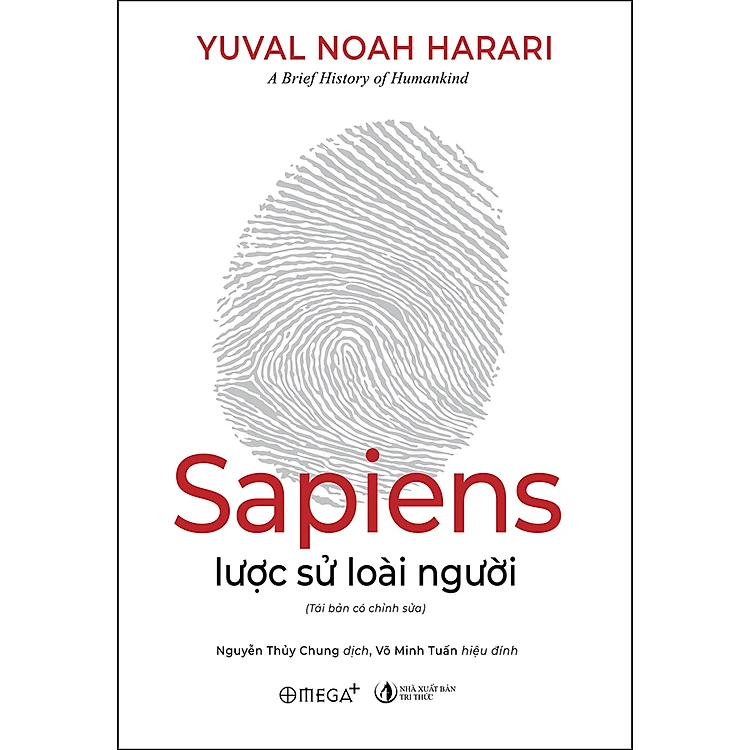 YUVAL NOAH HARARI
A Brief History of Humankind
Sapiens
lược sử loài người
(Tái bản có chỉnh sửa)
Nguyễn Thủy Chung dịch, Võ Minh Tuấn hiệu đính
OMEGA+
NHÀ XUẤT BẢN
TRI THỨC